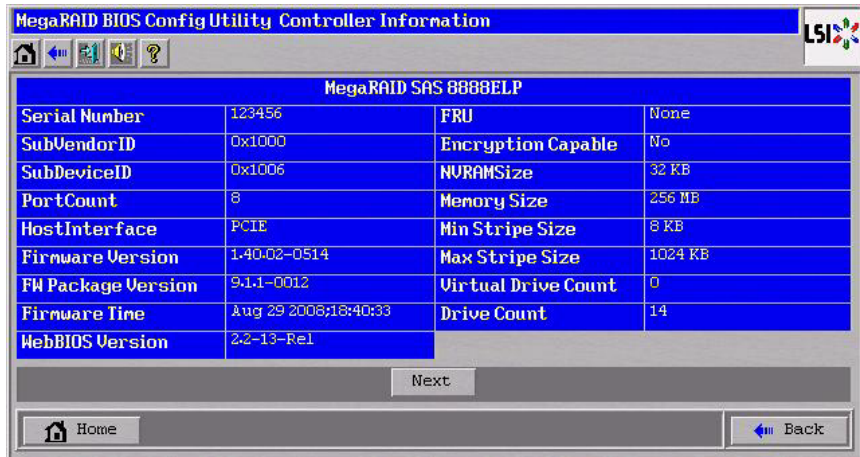 MegaRAID BIOS Config Utility Controller Information
LSI
?
MegaRAID SAS 8888ELP
Serial Number 123456 FRU None
SubVendorID 0x1000 Encryption Capable No
SubDeviceID 0x1006 NVRAMSize 32 KB
PortCount 8 Memory Size 256 MB
HostInterface PCIE Min Stripe Size 8 KB
Firmware Version 1.40.02-0514 Max Stripe Size 1024 KB
FW Package Version 9.1.1-0012 Virtual Drive Count 0
Firmware Time Aug 29 2008;18:40:33 Drive Count 14
WebBIOS Version 2.2-13-Rel
Next
Home Back